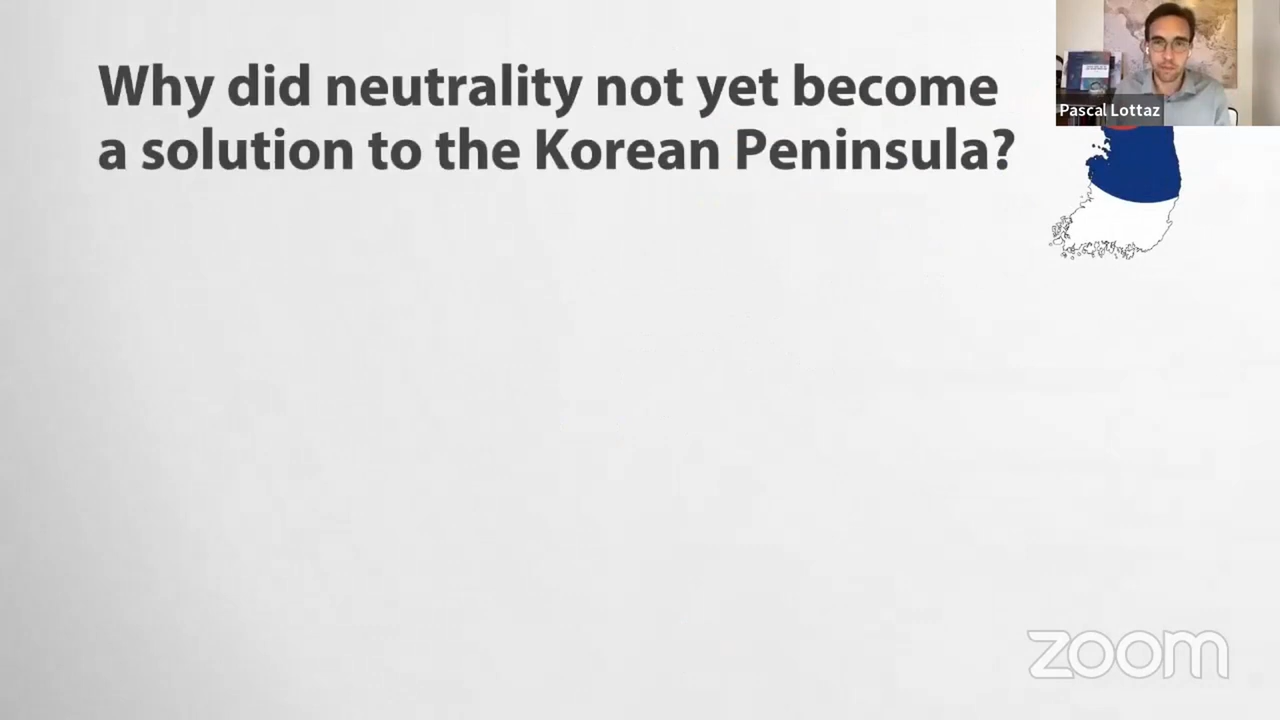 Why did neutrality not yet become
a solution to the Korean Peninsula?
Pascal Lottaz
zoom